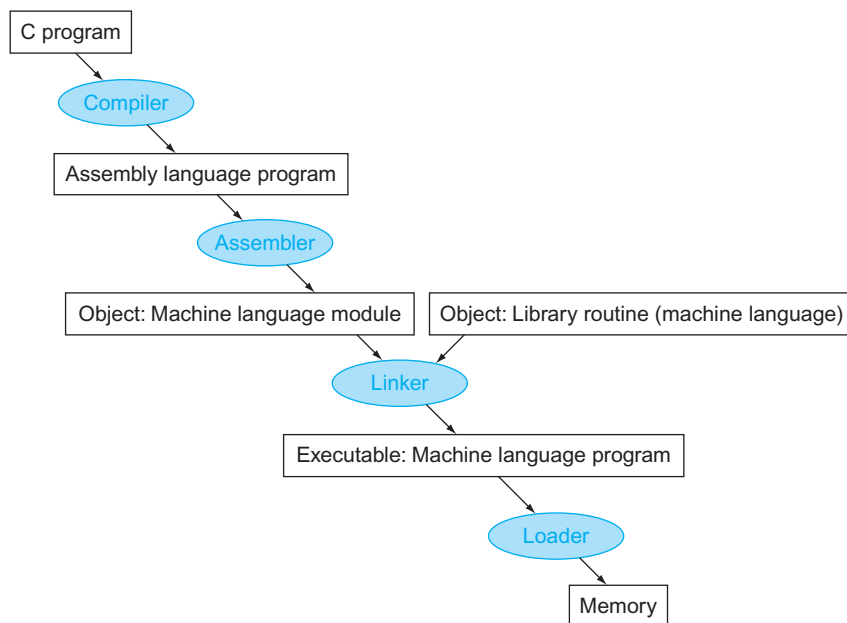 C program
Compiler
Assembly language program
Assembler
Object: Machine language module
Object: Library routine (machine language)
Linker
Executable: Machine language program
Loader
Memory